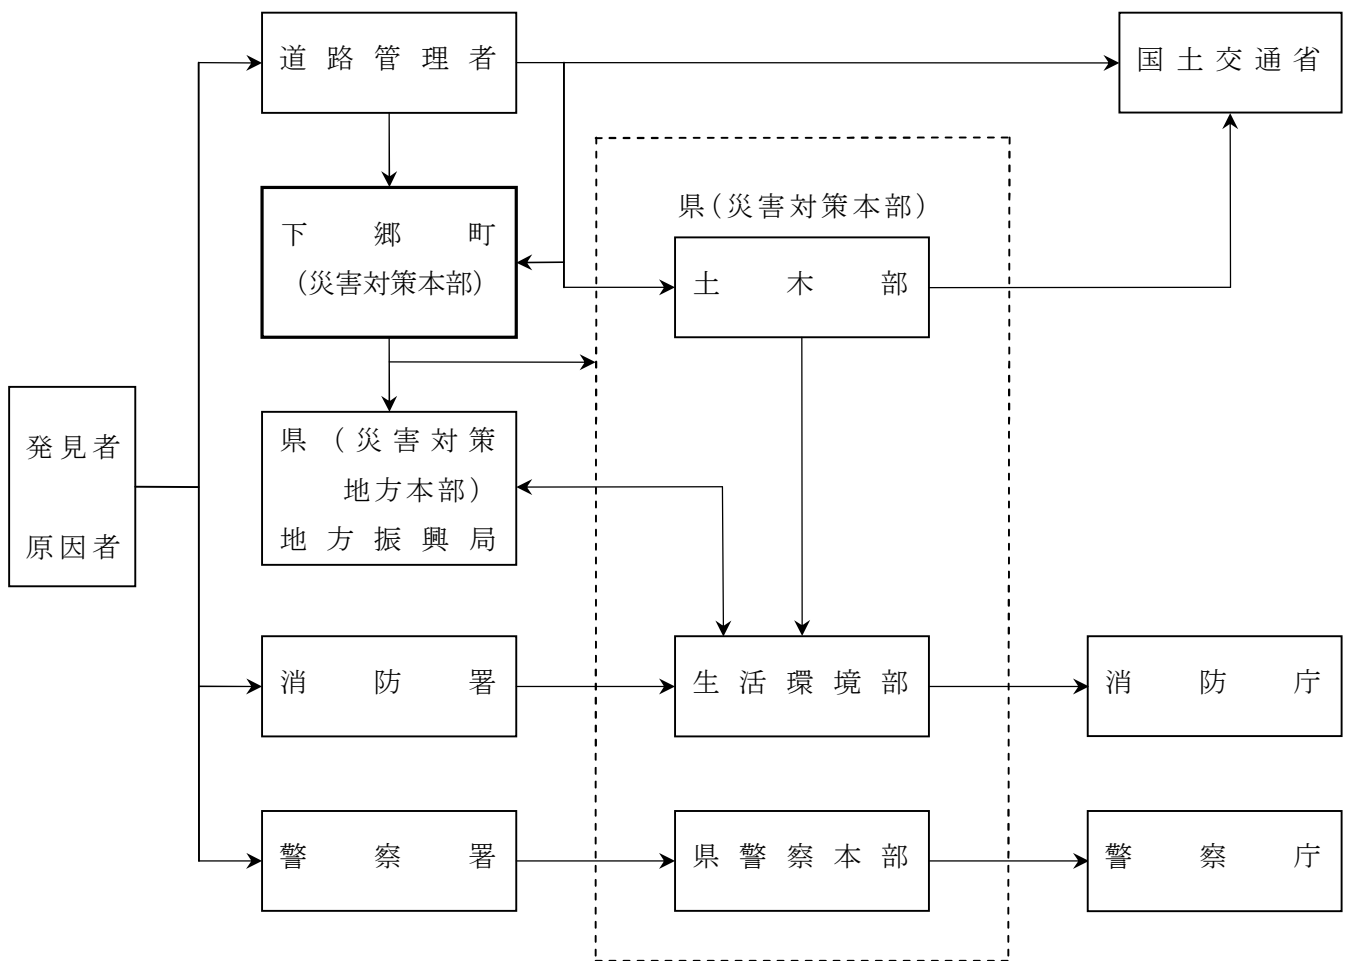 道路管理者
国土交通省
県(災害対策本部)
下郷町
(災害対策本部)
土木部
発見者
原因者
県(災害対策
地方本部)
地方振興局
消防署
生活環境部
消防庁
警察署
県警察本部
警察庁